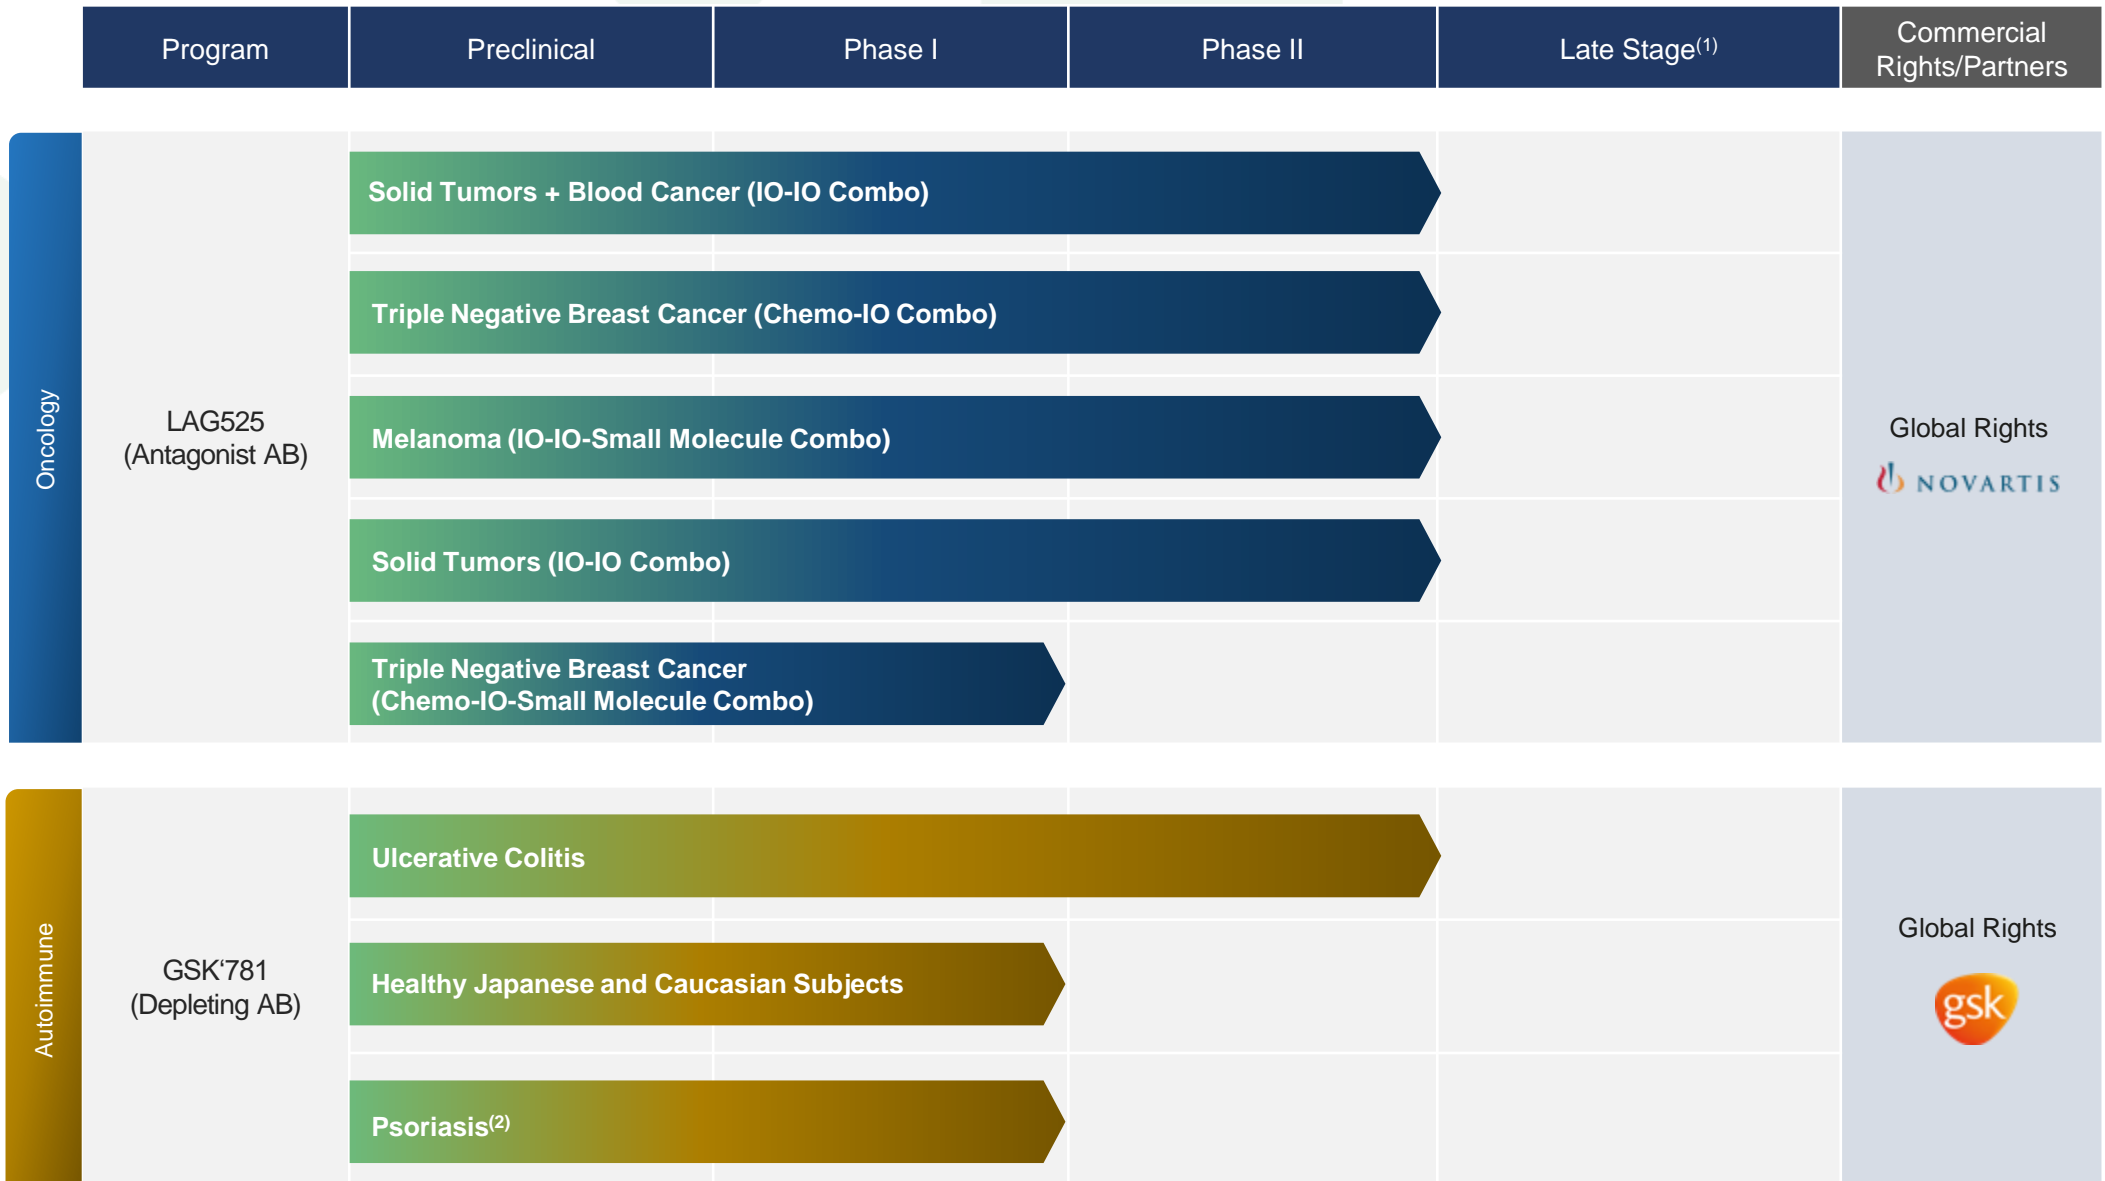 Program
Preclinical
Phase I
Phase II
Late Stage(1)
Commercial
Rights/Partners
Oncology
LAG525
(Antagonist AB)
Solid Tumors + Blood Cancer (IO-IO Combo)
Triple Negative Breast Cancer (Chemo-IO Combo)
Melanoma (IO-IO-Small Molecule Combo)
Solid Tumors (IO-IO Combo)
Triple Negative Breast Cancer
(Chemo-IO-Small Molecule Combo)
Global Rights
NOVARTIS
Autoimmune
GSK‘781
(Depleting AB)
Ulcerative Colitis
Healthy Japanese and Caucasian Subjects
Psoriasis(2)
Global Rights
gsk